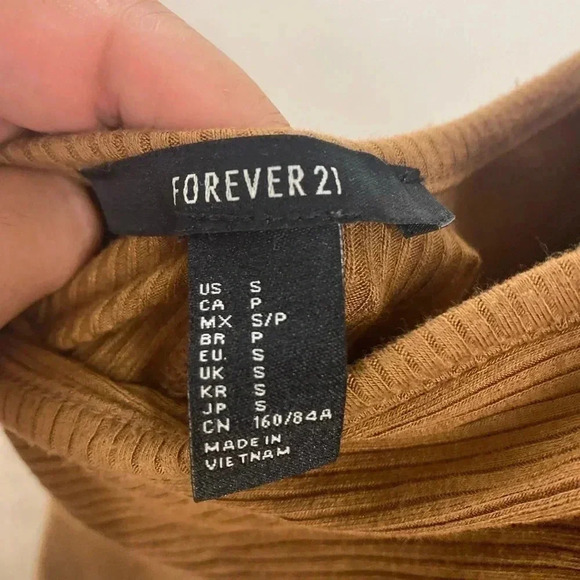 FOREVER 21
US S
CA P
MX S/P
BR P
EU. S
UK S
KR S
JP S
CN 160/84A
MADE IN
VIETNAM